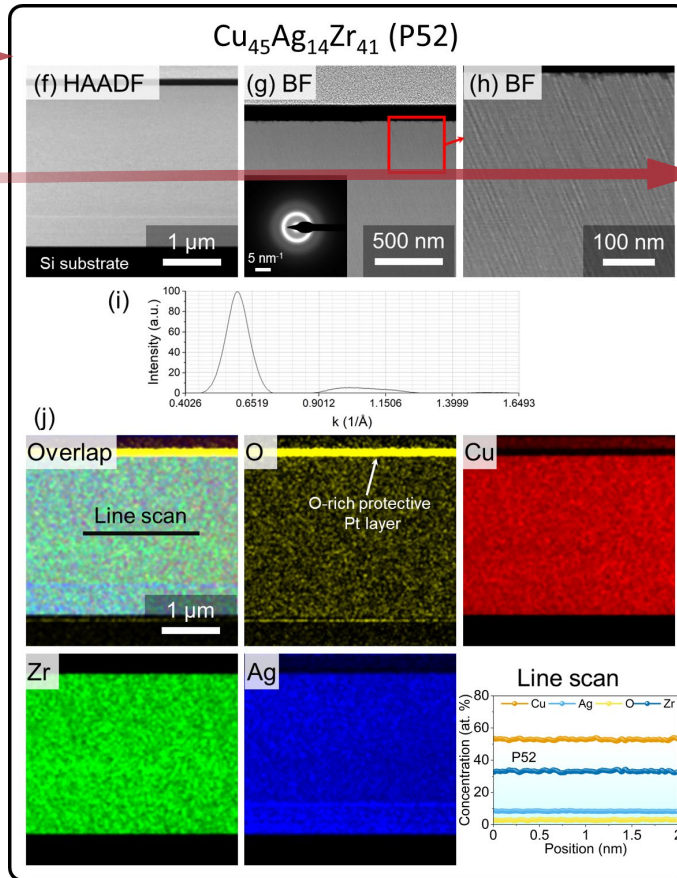 Cu₄₅Ag₁₄Zr₄₁ (P52)
(f) HAADF
1 µm
Si substrate
(g) BF
5 nm⁻¹
500 nm
(h) BF
100 nm
(i)
Intensity (a.u.)
100
80
60
40
20
0
0.4026 0.6519 0.9012 1.1506 1.3999 1.6493
k (1/Å)
(j)
Overlap
Line scan
1 µm
O
O-rich protective
Pt layer
Cu
Zr
Ag
Line scan
Concentration (at. %)
80
60
40
20
0
Cu Ag O Zr
P52
0 0.5 1 1.5 2
Position (nm)